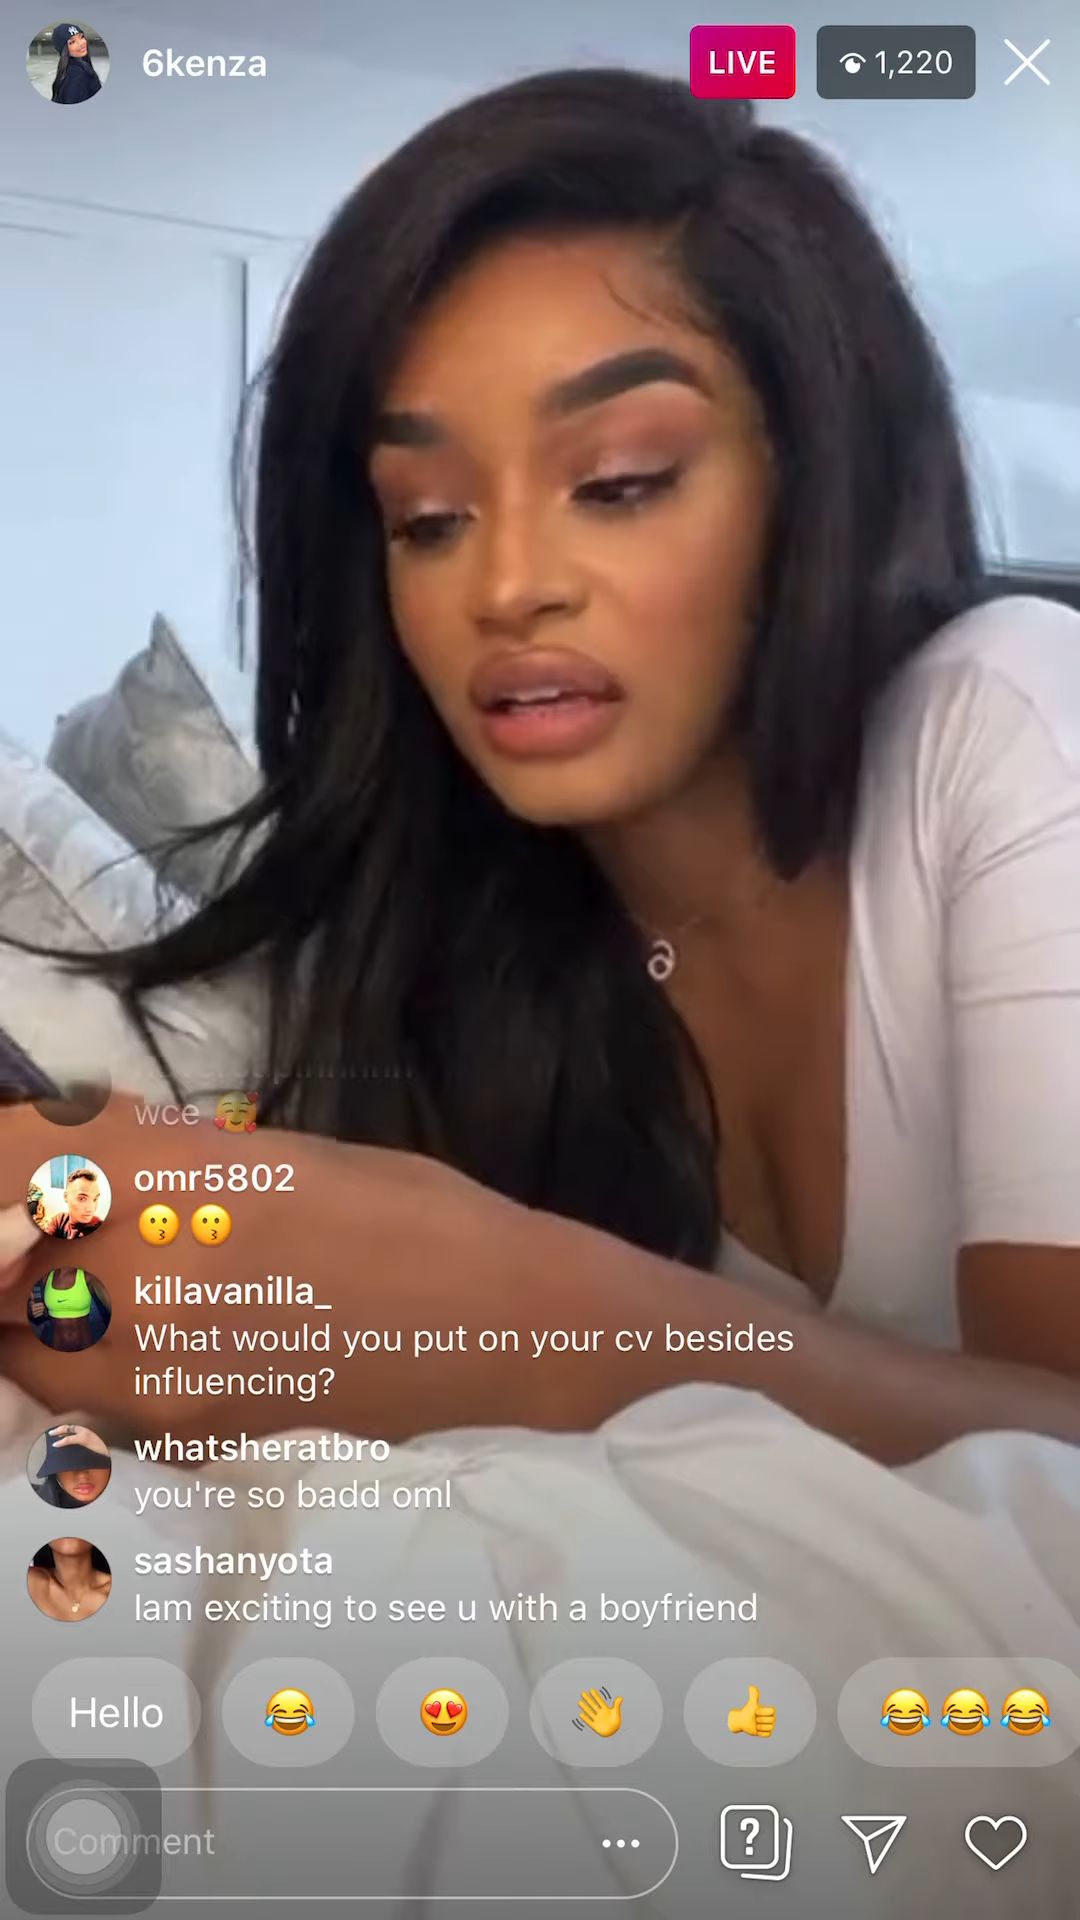 6kenza
LIVE
1,220
wce 🥰
omr5802
😗 😗
killavanilla_
What would you put on your cv besides
influencing?
whatsheratbro
you're so badd oml
sashanyota
Iam exciting to see u with a boyfriend
Hello 😂 😍 👋 👍 😂 😂 😂
Comment